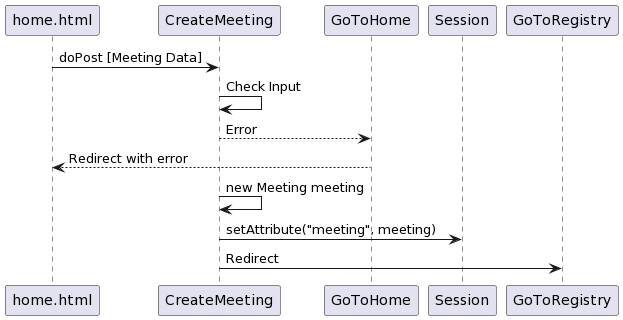 home.html CreateMeeting GoToHome Session GoToRegistry
doPost [Meeting Data]
Check Input
Error
Redirect with error
new Meeting meeting
setAttribute("meeting", meeting)
Redirect
home.html CreateMeeting GoToHome Session GoToRegistry